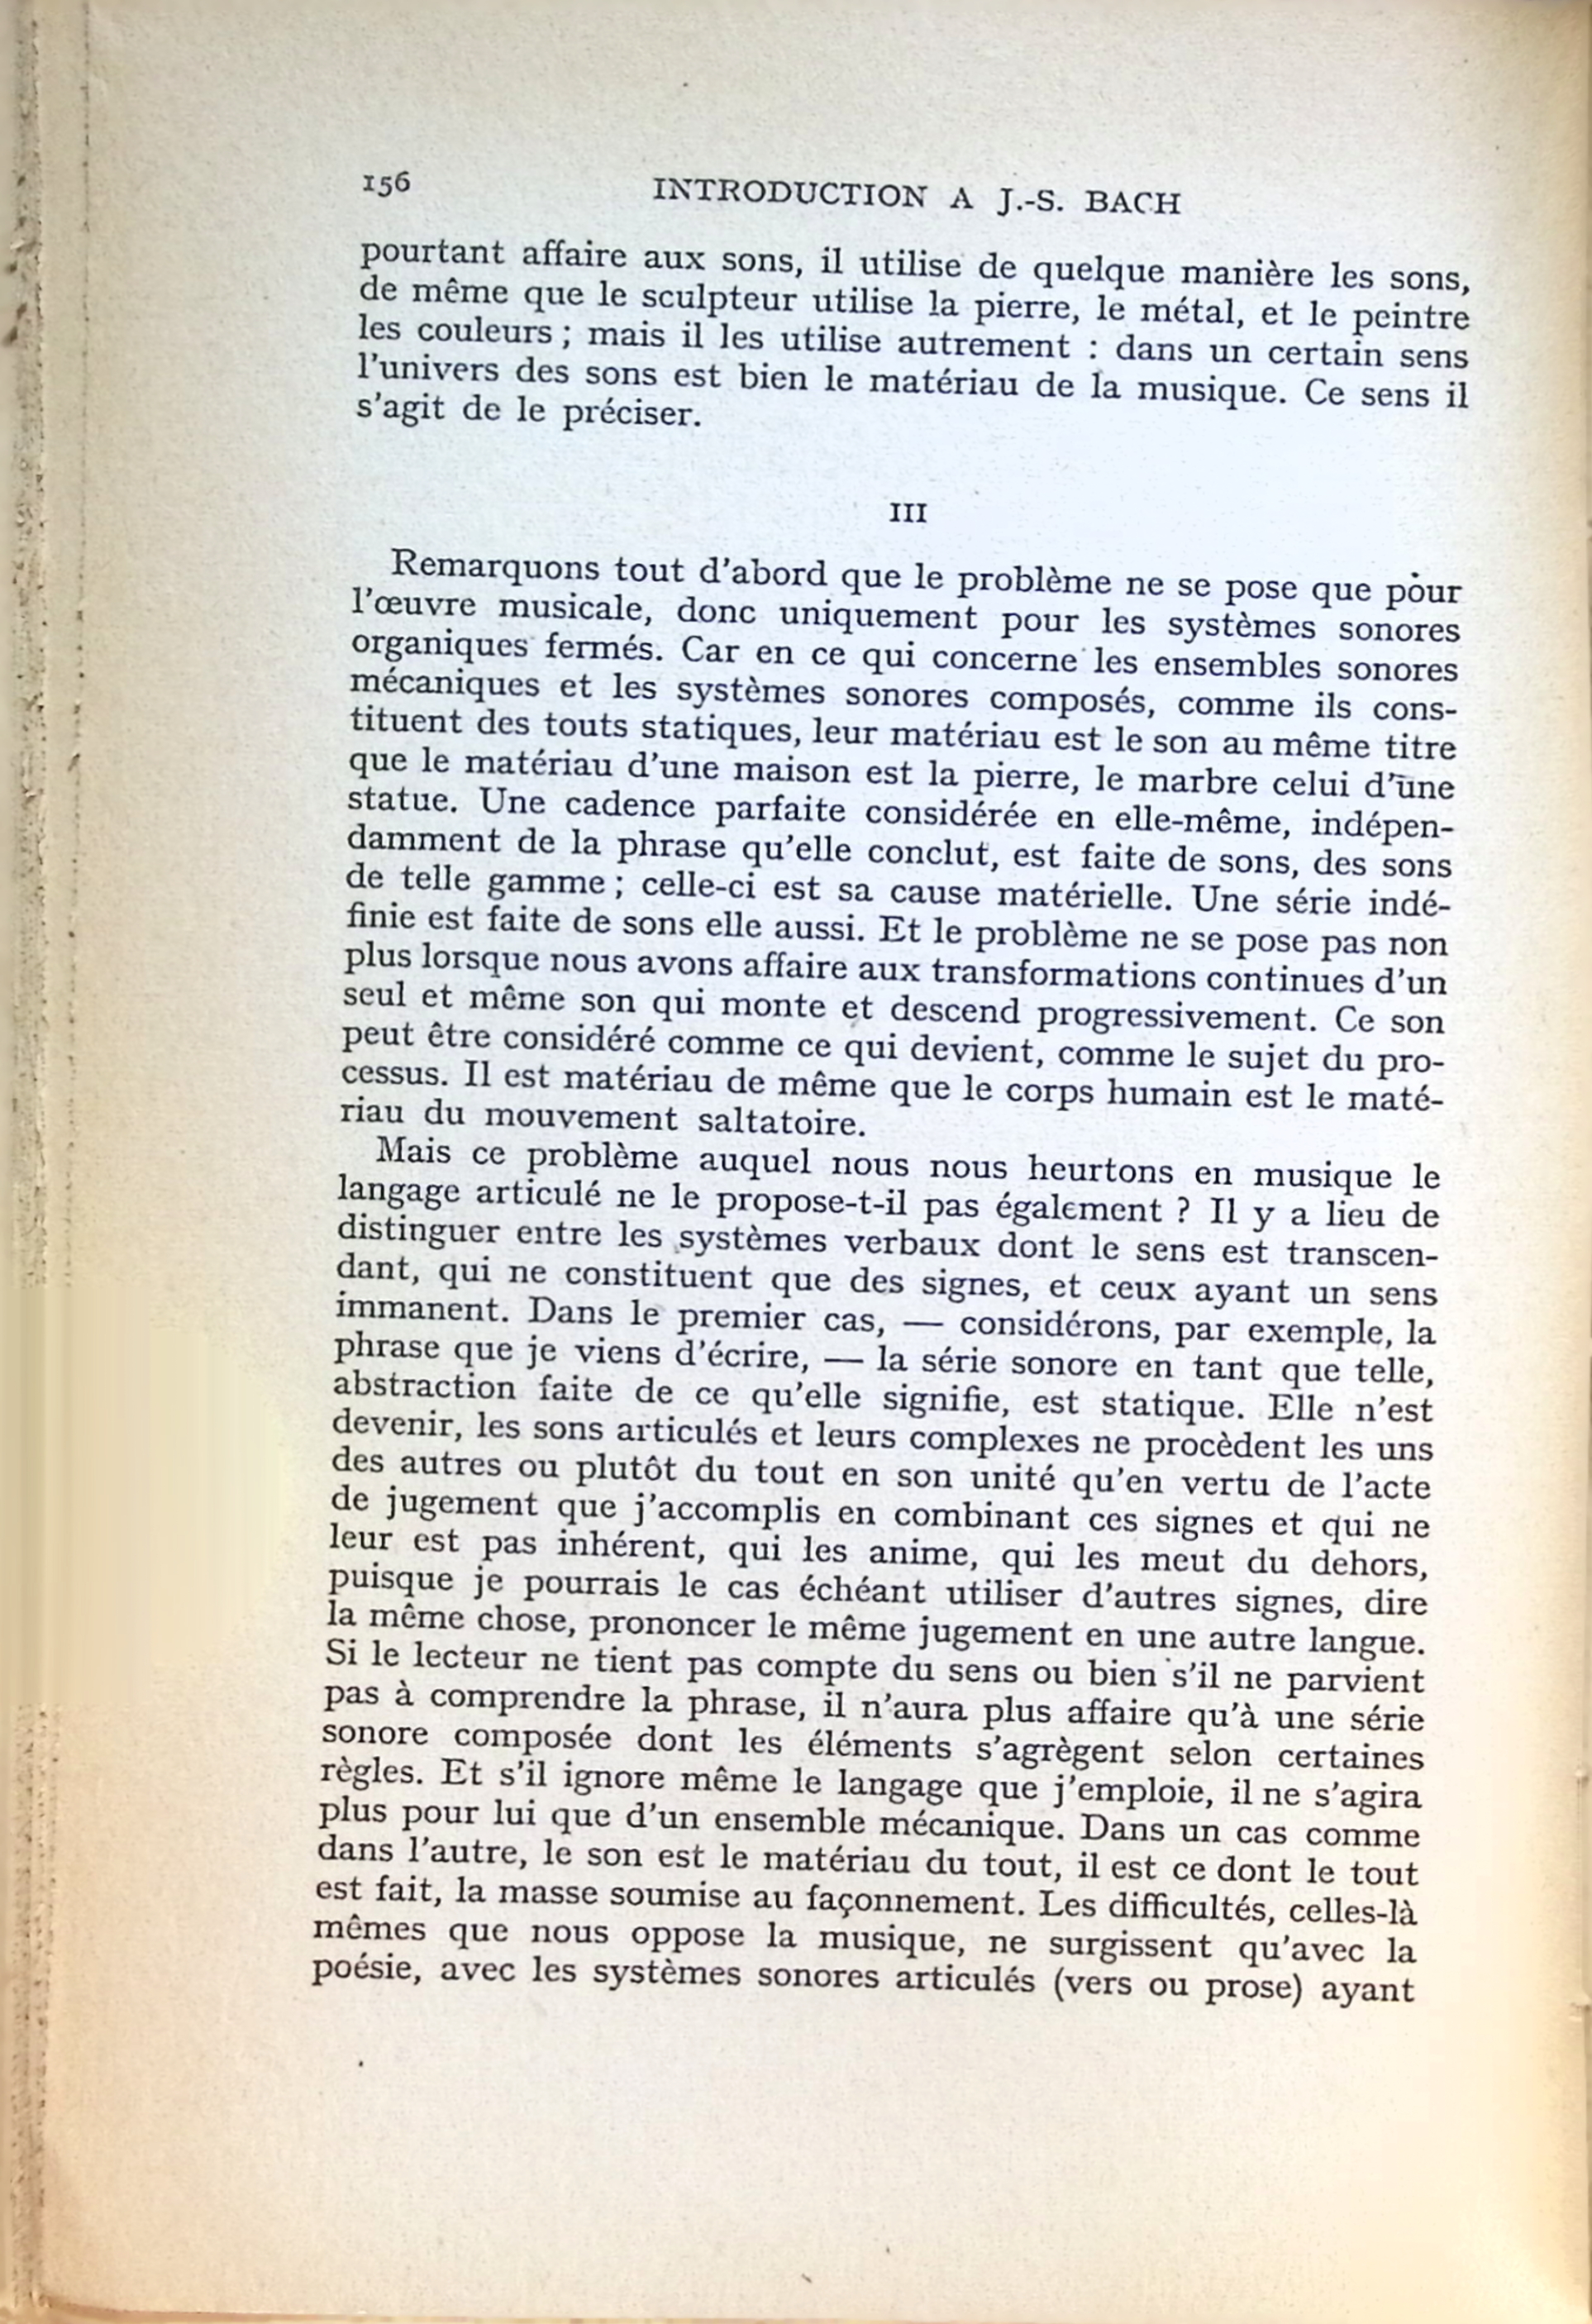 156
INTRODUCTION A J.-S. BACH
pourtant affaire aux sons, il utilise de quelque manière les sons,
de même que le sculpteur utilise la pierre, le métal, et le peintre
les couleurs ; mais il les utilise autrement : dans un certain sens
l'univers des sons est bien le matériau de la musique. Ce sens il
s'agit de le préciser.
III
Remarquons tout d'abord que le problème ne se pose que pour
l'œuvre musicale, donc uniquement pour les systèmes sonores
organiques fermés. Car en ce qui concerne les ensembles sonores
mécaniques et les systèmes sonores composés, comme ils cons-
tituent des touts statiques, leur matériau est le son au même titre
que le matériau d'une maison est la pierre, le marbre celui d'une
statue. Une cadence parfaite considérée en elle-même, indépen-
damment de la phrase qu'elle conclut, est faite de sons, des sons
de telle gamme ; celle-ci est sa cause matérielle. Une série indé-
finie est faite de sons elle aussi. Et le problème ne se pose pas non
plus lorsque nous avons affaire aux transformations continues d'un
seul et même son qui monte et descend progressivement. Ce son
peut être considéré comme ce qui devient, comme le sujet du pro-
cessus. Il est matériau de même que le corps humain est le maté-
riau du mouvement saltatoire.
Mais ce problème auquel nous nous heurtons en musique le
langage articulé ne le propose-t-il pas également ? Il y a lieu de
distinguer entre les systèmes verbaux dont le sens est transcen-
dant, qui ne constituent que des signes, et ceux ayant un sens
immanent. Dans le premier cas, — considérons, par exemple, la
phrase que je viens d'écrire, — la série sonore en tant que telle,
abstraction faite de ce qu'elle signifie, est statique. Elle n'est
devenir, les sons articulés et leurs complexes ne procèdent les uns
des autres ou plutôt du tout en son unité qu'en vertu de l'acte
de jugement que j'accomplis en combinant ces signes et qui ne
leur est pas inhérent, qui les anime, qui les meut du dehors,
puisque je pourrais le cas échéant utiliser d'autres signes, dire
la même chose, prononcer le même jugement en une autre langue.
Si le lecteur ne tient pas compte du sens ou bien s'il ne parvient
pas à comprendre la phrase, il n'aura plus affaire qu'à une série
sonore composée dont les éléments s'agrègent selon certaines
règles. Et s'il ignore même le langage que j'emploie, il ne s'agira
plus pour lui que d'un ensemble mécanique. Dans un cas comme
dans l'autre, le son est le matériau du tout, il est ce dont le tout
est fait, la masse soumise au façonnement. Les difficultés, celles-là
mêmes que nous oppose la musique, ne surgissent qu'avec la
poésie, avec les systèmes sonores articulés (vers ou prose) ayant